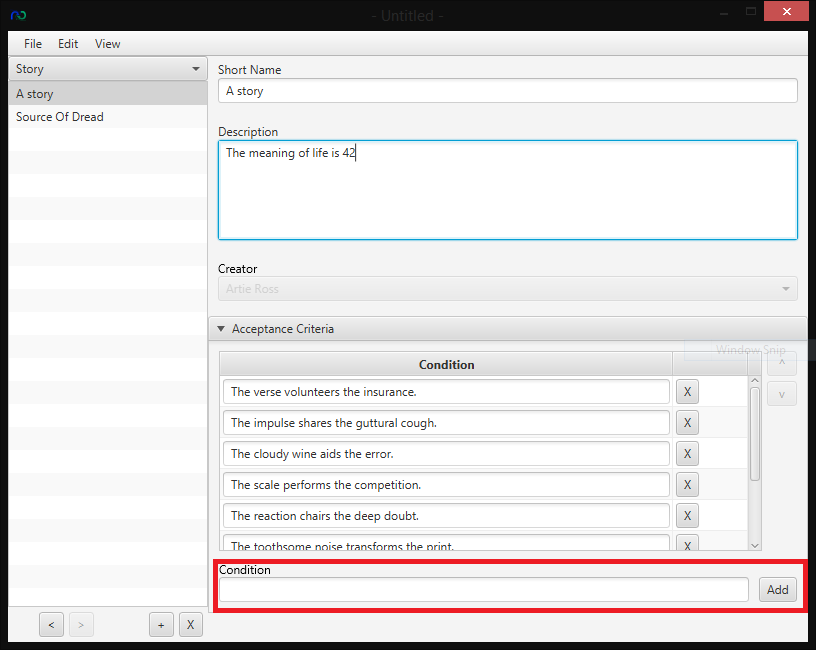 - Untitled -
File Edit View
Story
A story
Source Of Dread
Short Name
A story
Description
The meaning of life is 42
Creator
Artie Ross
Acceptance Criteria
Window Snip
Condition
^
v
The verse volunteers the insurance. X
The impulse shares the guttural cough. X
The cloudy wine aids the error. X
The scale performs the competition. X
The reaction chairs the deep doubt. X
The toothsome noise transforms the print. X
Condition
Add
< > + X